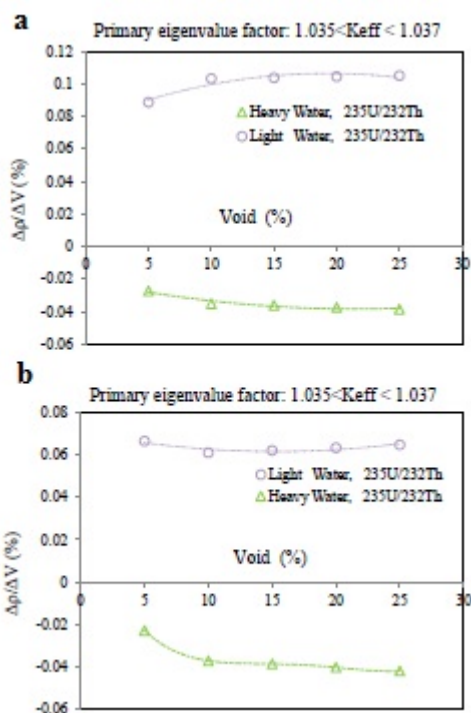 a
Primary eigenvalue factor: 1.035<Keff < 1.037
0.12
0.1
0.08
0.06
0.04
0.02
0
-0.02
-0.04
-0.06
Δρ/ΔV (%)
Heavy Water, 235U/232Th
Light Water, 235U/232Th
Void (%)
0 5 10 15 20 25 30
b
Primary eigenvalue factor: 1.035<Keff < 1.037
0.08
0.06
0.04
0.02
0
-0.02
-0.04
-0.06
Δρ/ΔV (%)
Light Water, 235U/232Th
Heavy Water, 235U/232Th
Void (%)
0 5 10 15 20 25 30